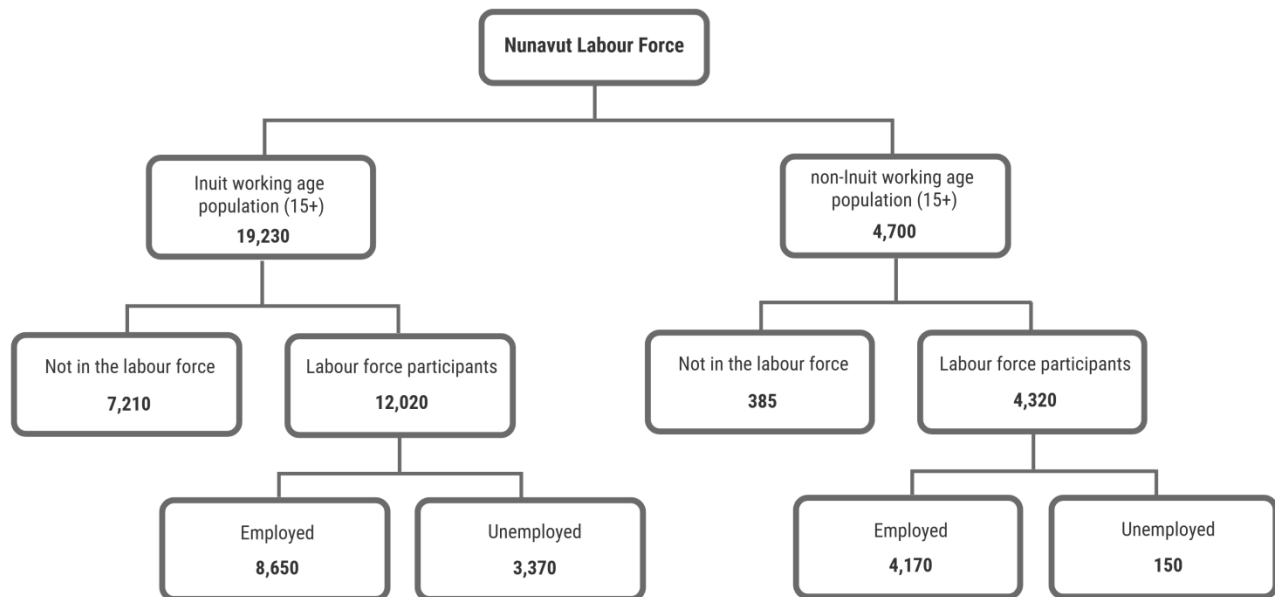 Nunavut Labour Force
Inuit working age
population (15+)
19,230
non-Inuit working age
population (15+)
4,700
Not in the labour force
7,210
Labour force participants
12,020
Not in the labour force
385
Labour force participants
4,320
Employed
8,650
Unemployed
3,370
Employed
4,170
Unemployed
150